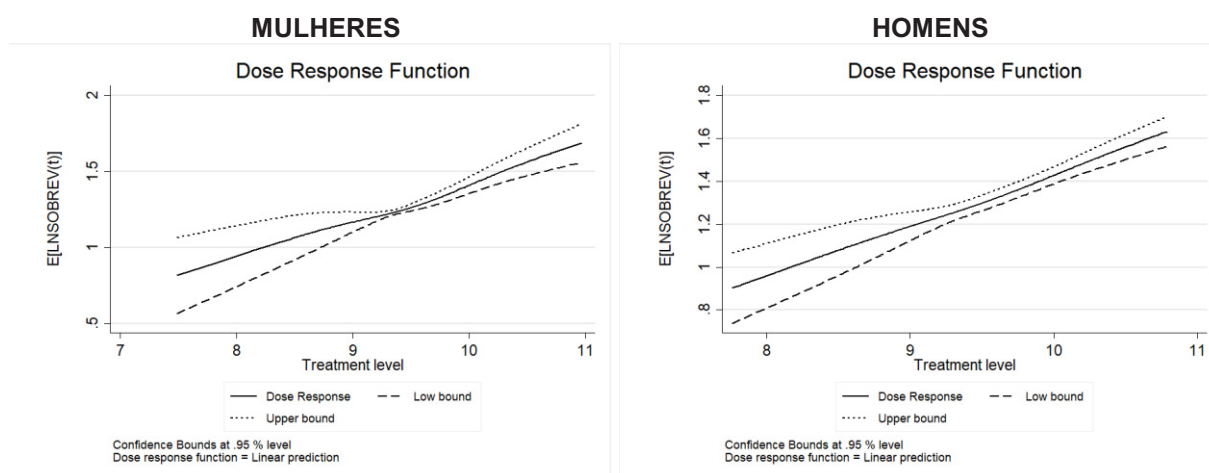 MULHERES
Dose Response Function
E[LNSOBREV(t)]
2
1.5
1
.5
7 8 9 10 11
Treatment level
Dose Response Low bound
Upper bound
Confidence Bounds at .95 % level
Dose response function = Linear prediction
HOMENS
Dose Response Function
E[LNSOBREV(t)]
1.8
1.6
1.4
1.2
1
.8
8 9 10 11
Treatment level
Dose Response Low bound
Upper bound
Confidence Bounds at .95 % level
Dose response function = Linear prediction